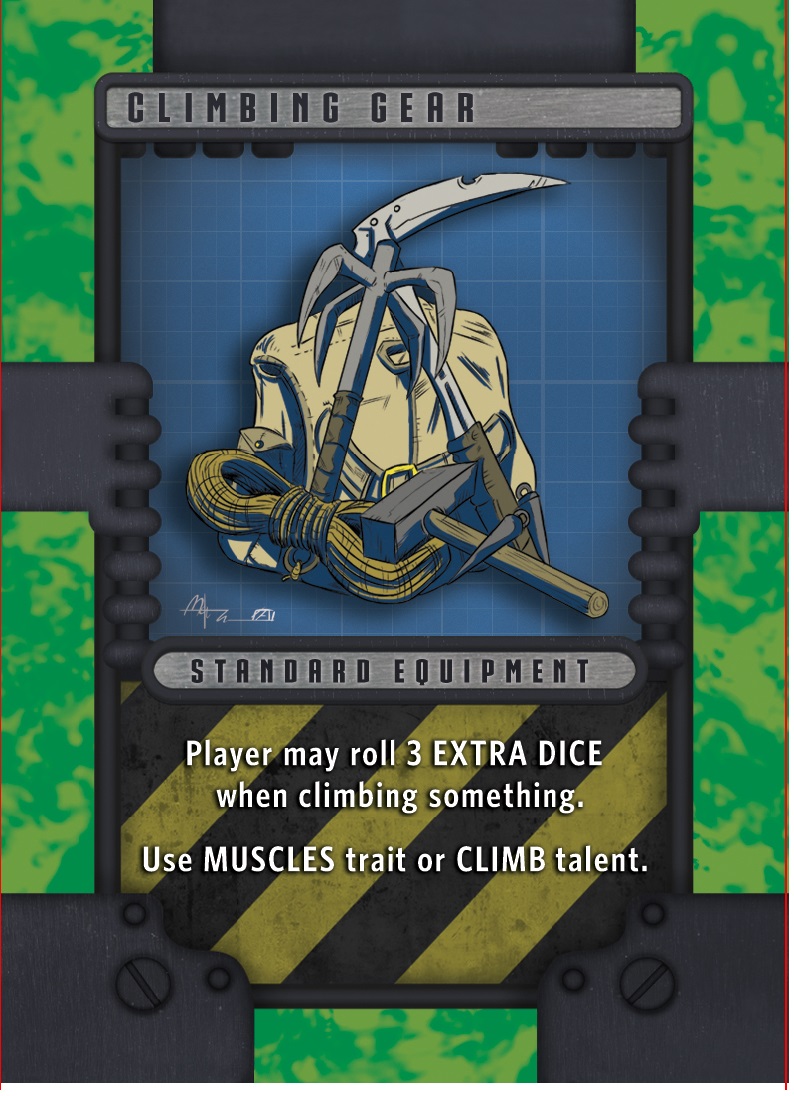 CLIMBING GEAR
STANDARD EQUIPMENT
Player may roll 3 EXTRA DICE
when climbing something.
Use MUSCLES trait or CLIMB talent.